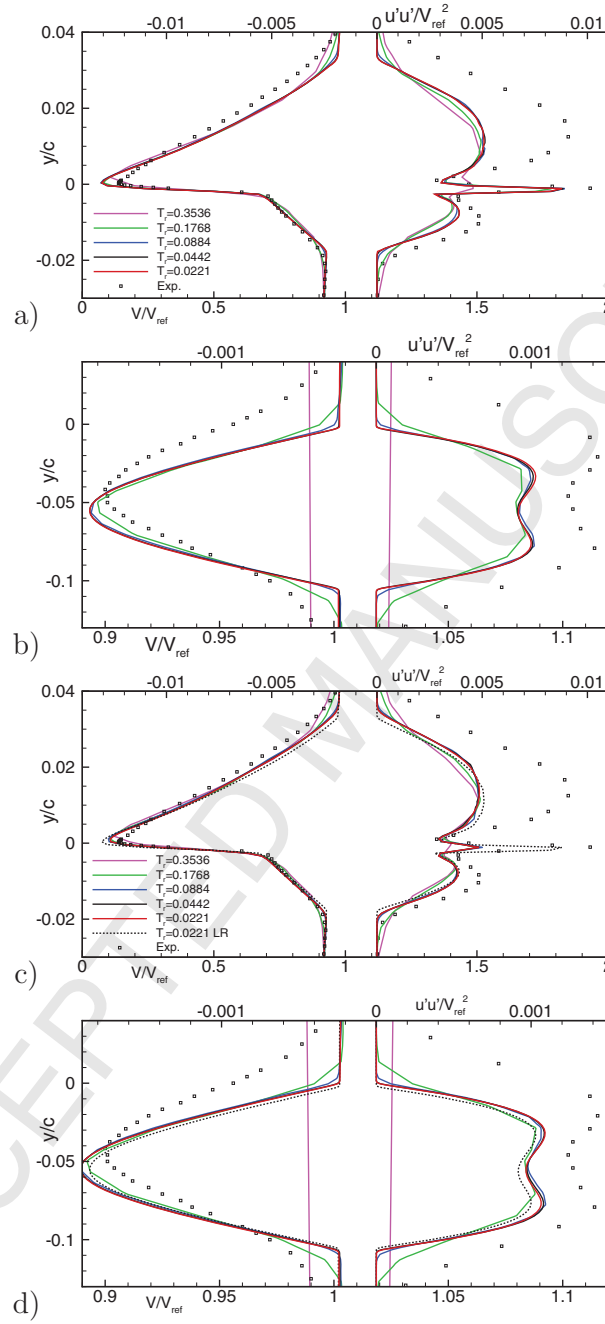 -0.01 -0.005 0 u'u'/V_ref^2 0.005 0.01
0.04
0.02
y/c
0
-0.02
T_r=0.3536
T_r=0.1768
T_r=0.0884
T_r=0.0442
T_r=0.0221
Exp.
a)
0 V/V_ref 0.5 1 1.5 2
-0.001 0 u'u'/V_ref^2 0.001
0
y/c
-0.05
-0.1
b)
0.9 V/V_ref 0.95 1 1.05 1.1
-0.01 -0.005 0 u'u'/V_ref^2 0.005 0.01
0.04
0.02
y/c
0
-0.02
T_r=0.3536
T_r=0.1768
T_r=0.0884
T_r=0.0442
T_r=0.0221
T_r=0.0221 LR
Exp.
c)
0 V/V_ref 0.5 1 1.5 2
-0.001 0 u'u'/V_ref^2 0.001
0
y/c
-0.05
-0.1
d)
0.9 V/V_ref 0.95 1 1.05 1.1
CEPTED MANUSC